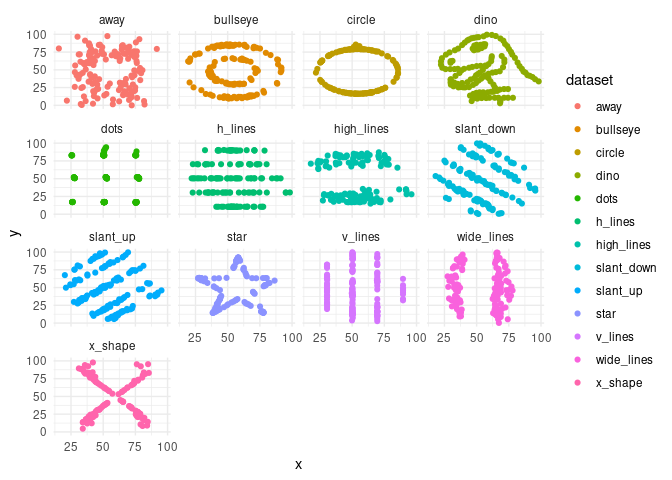 away bullseye circle dino
100
75
50
25
0
dots h_lines high_lines slant_down
100
75
50
25
0
slant_up star v_lines wide_lines
100
75
50
25
0
25 50 75 100 25 50 75 100 25 50 75 100
x_shape
100
75
50
25
0
25 50 75 100
x
y
dataset
away
bullseye
circle
dino
dots
h_lines
high_lines
slant_down
slant_up
star
v_lines
wide_lines
x_shape